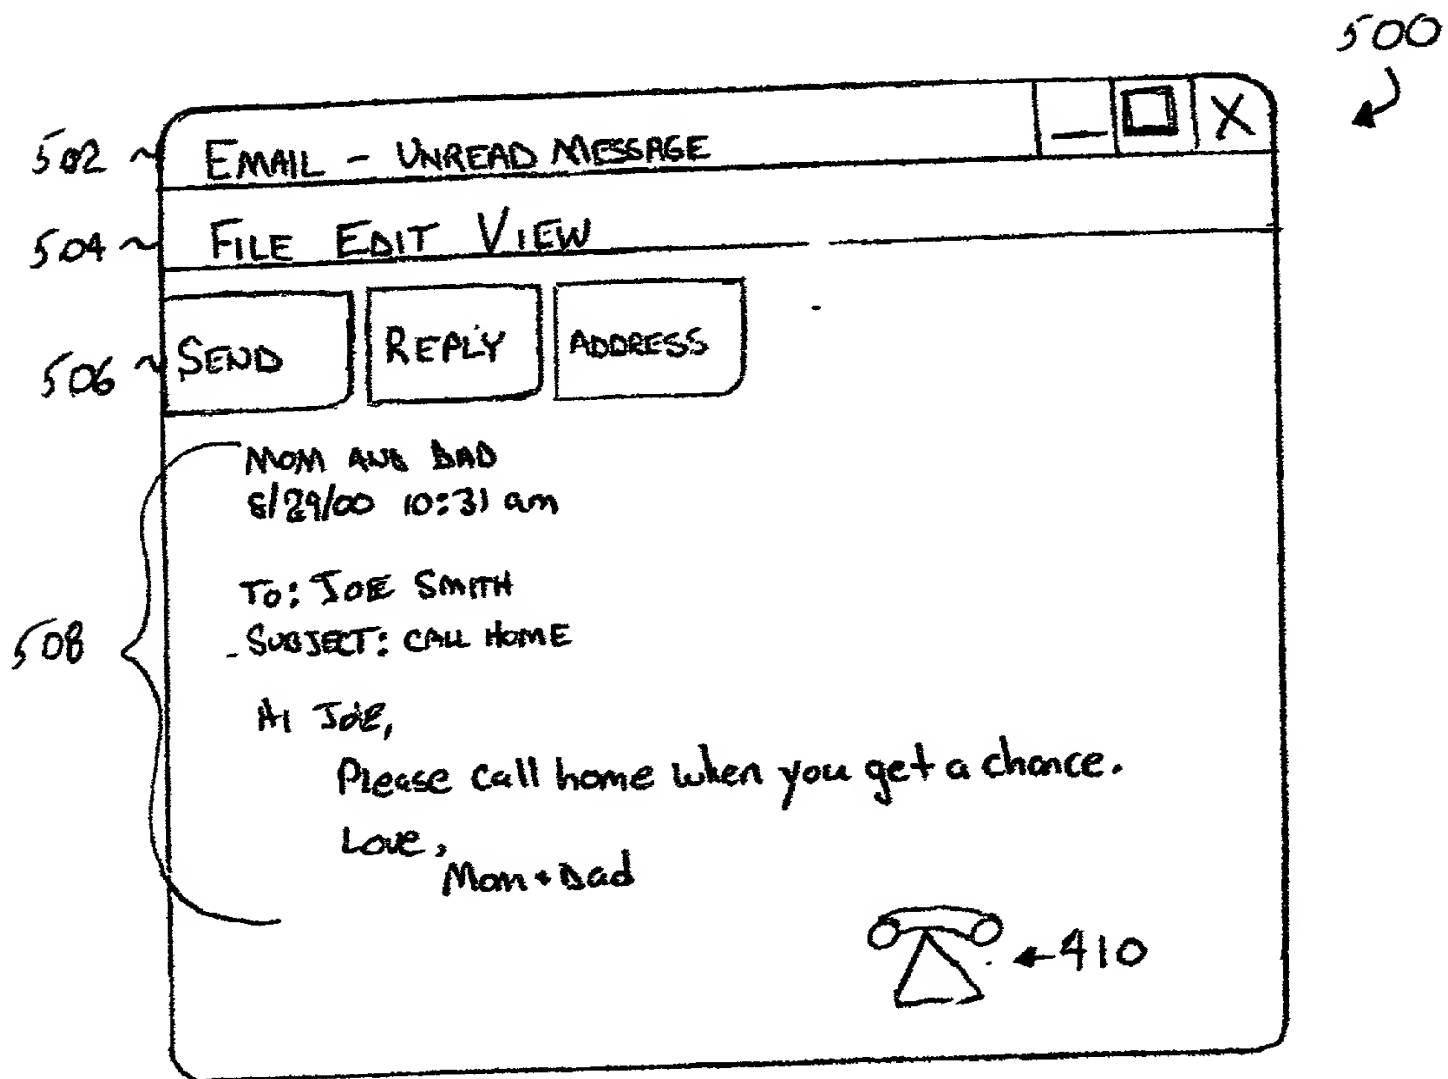 500
502 EMAIL - UNREAD MESSAGE _ X
504 FILE EDIT VIEW
506 SEND REPLY ADDRESS
MOM AND DAD
8/29/00 10:31 am
TO: JOE SMITH
508 SUBJECT: CALL HOME
HI JOE,
Please call home when you get a chance.
Love,
Mom + Dad
410